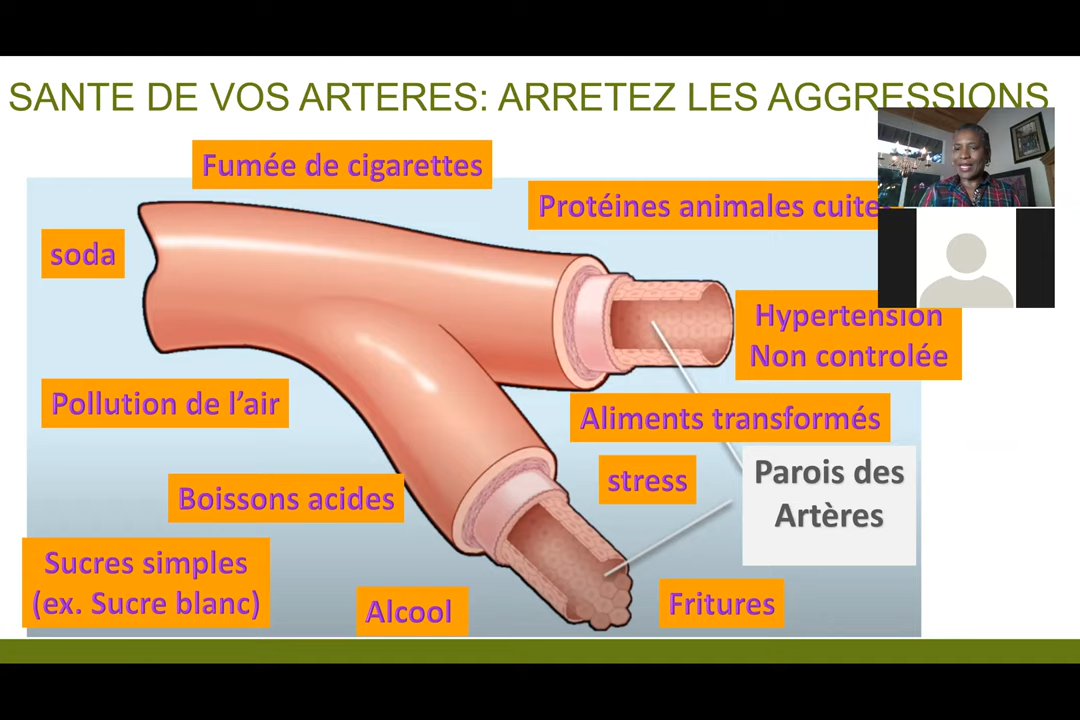 SANTE DE VOS ARTERES: ARRETEZ LES AGGRESSIONS
Fumée de cigarettes
Protéines animales cuite
soda
Hypertension
Non controlée
Pollution de l'air
Aliments transformés
Parois des
Artères
stress
Boissons acides
Sucres simples
(ex. Sucre blanc)
Alcool
Fritures